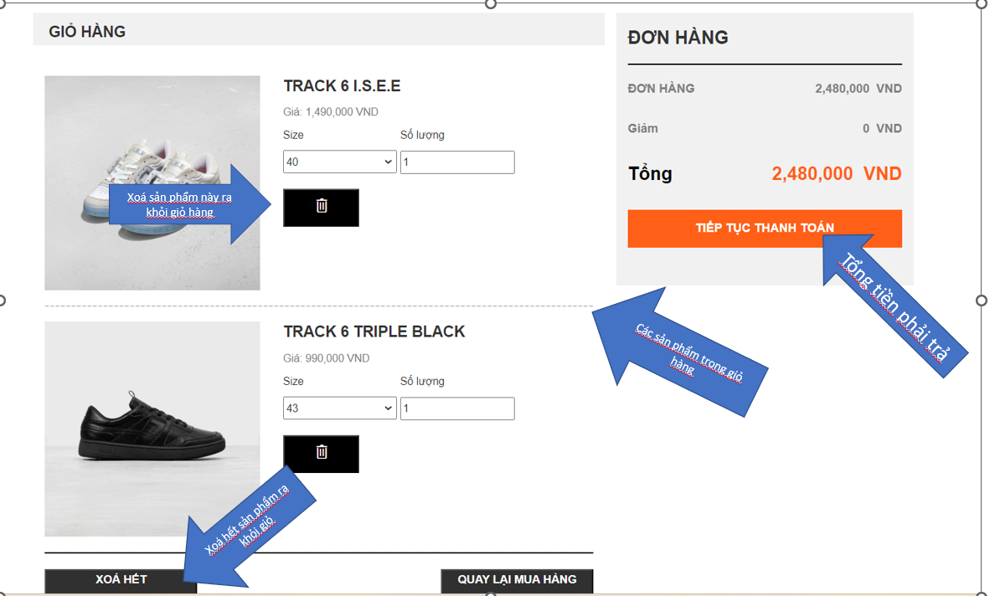 GIỎ HÀNG
TRACK 6 I.S.E.E
Giá: 1,490,000 VND
Size Số lượng
40 1
Xoá sản phẩm này ra
khỏi giỏ hàng
TRACK 6 TRIPLE BLACK
Giá: 990,000 VND
Size Số lượng
43 1
Xoá hết sản phẩm ra
khỏi giỏ
XOÁ HẾT
QUAY LẠI MUA HÀNG
ĐƠN HÀNG
ĐƠN HÀNG 2,480,000 VND
Giảm 0 VND
Tổng 2,480,000 VND
TIẾP TỤC THANH TOÁN
Tổng tiền phải trả
Các sản phẩm trong giỏ
hàng